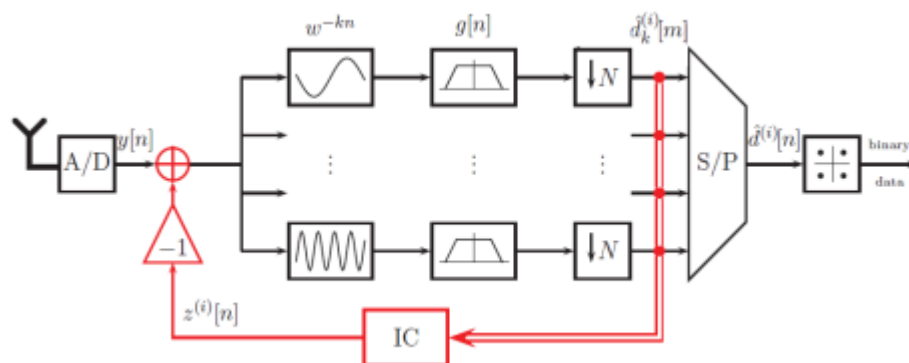 w^{-kn} g[n] \hat{d}_k^{(i)}[m]
↓N
A/D y[n] S/P \hat{d}^{(i)}[n] binary
data
−1
↓N
z^{(i)}[n] IC